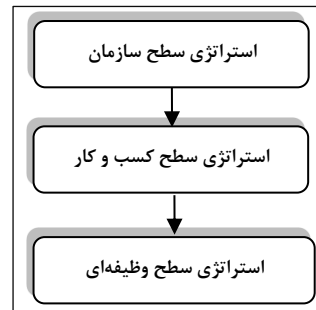 استراتژی سطح سازمان
استراتژی سطح کسب و کار
استراتژی سطح وظیفه‌ای